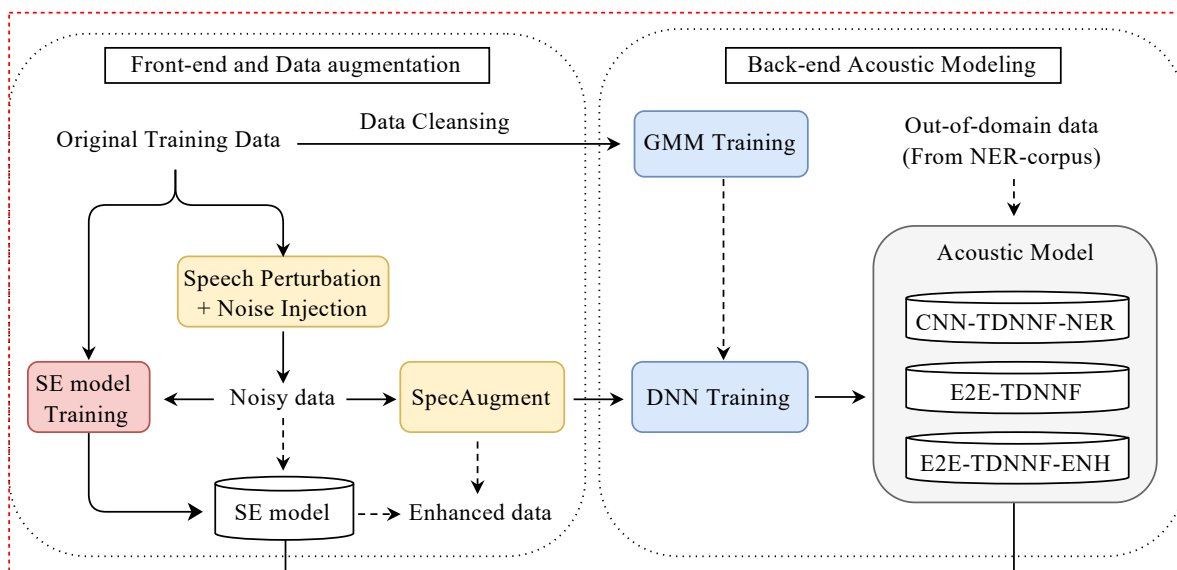 Front-end and Data augmentation
Back-end Acoustic Modeling
Original Training Data
Data Cleansing
GMM Training
Out-of-domain data
(From NER-corpus)
Speech Perturbation
+ Noise Injection
Acoustic Model
CNN-TDNNF-NER
SE model
Training
Noisy data
SpecAugment
DNN Training
E2E-TDNNF
E2E-TDNNF-ENH
SE model
Enhanced data